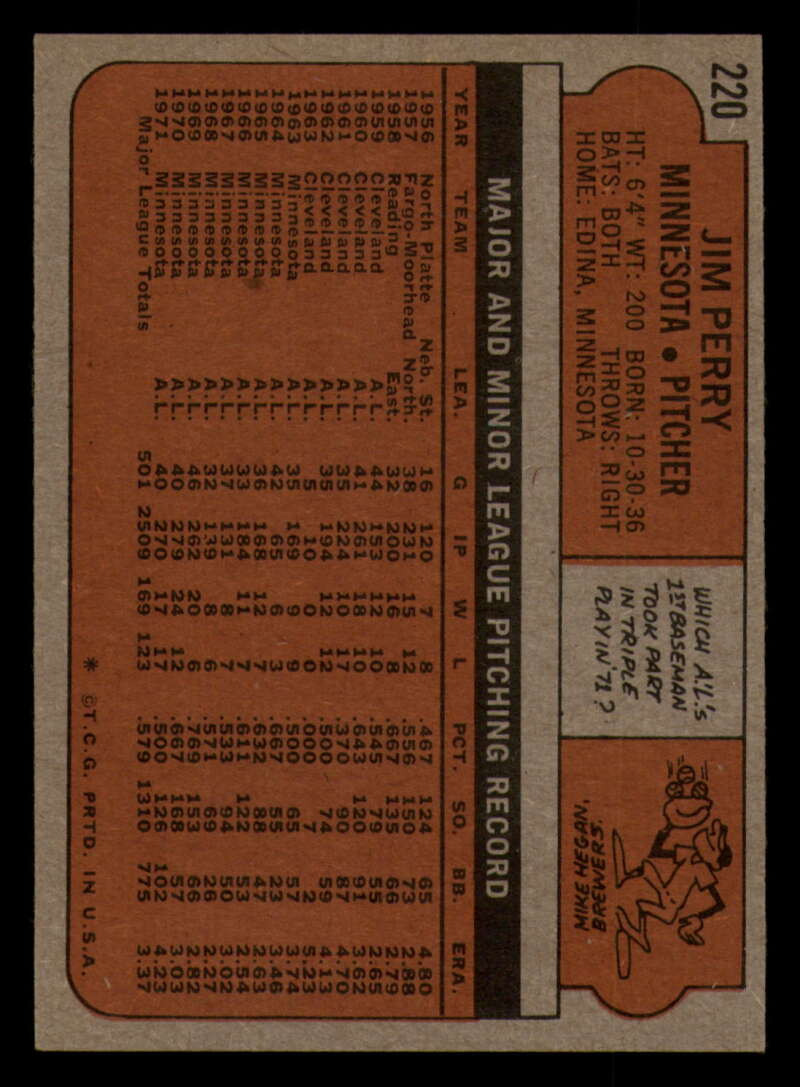 220
JIM PERRY
MINNESOTA • PITCHER
HT: 6'4" WT: 200 BORN: 10-30-36
BATS: BOTH THROWS: RIGHT
HOME: EDINA, MINNESOTA
WHICH A.L.'S
1ST BASEMAN
TOOK PART
IN TRIPLE
PLAY IN '71?
MIKE HEGAN,
BREWERS.
MAJOR AND MINOR LEAGUE PITCHING RECORD
YEAR TEAM LEA. G IP W L PCT. SO. BB. ERA.
1956 North Platte Neb. St. 16 120 7 8 .467 124 65 4.80
1957 Fargo-Moorhead North. 38 231 15 12 .556 150 73 2.88
1958 Reading East. 32 200 16 8 .667 135 66 2.79
1959 Cleveland A.L. 44 153 12 10 .545 79 55 2.65
1960 Cleveland A.L. 41 261 18 10 .643 120 91 3.62
1961 Cleveland A.L. 35 224 10 17 .370 90 87 4.70
1962 Cleveland A.L. 35 194 12 12 .500 74 59 4.13
1963 Cleveland A.L. 5 10 0 0 .000 7 2 5.23
1963 Minnesota A.L. 35 169 9 9 .500 65 57 3.74
1964 Minnesota A.L. 42 65 6 3 .667 55 23 3.46
1965 Minnesota A.L. 36 168 12 7 .632 88 47 2.63
1966 Minnesota A.L. 33 184 11 7 .611 122 53 2.54
1967 Minnesota A.L. 37 131 8 7 .533 94 50 3.02
1968 Minnesota A.L. 32 139 8 6 .571 69 26 2.27
1969 Minnesota A.L. 46 262 20 6 .769 153 66 2.82
1970 Minnesota A.L. 40 279 24 12 .667 168 57 3.03
1971 Minnesota A.L. 40 270 17 17 .500 126 102 4.23
Major League Totals 501 2509 169 123 .579 1310 775 3.37
* ©T.C.G. PRTD. IN U.S.A.